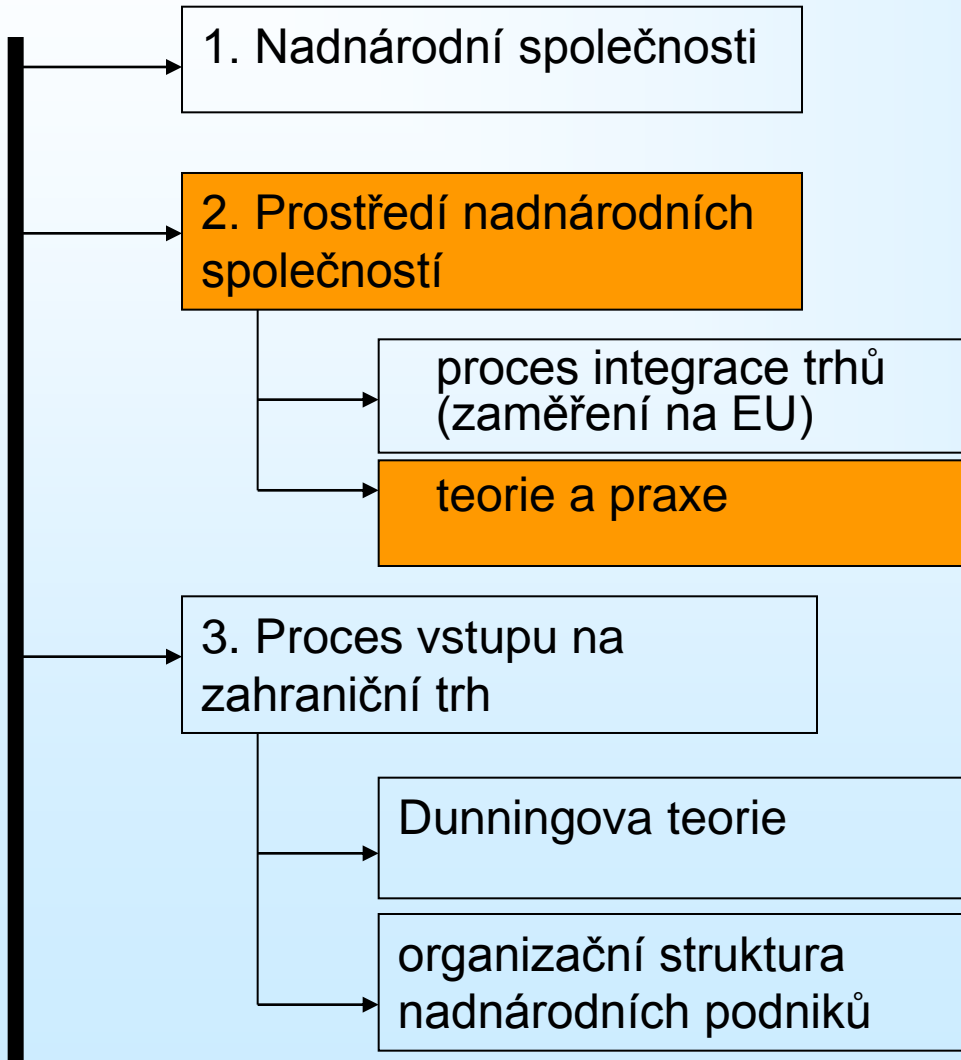 1. Nadnárodní společnosti
2. Prostředí nadnárodních
společností
proces integrace trhů
(zaměření na EU)
teorie a praxe
3. Proces vstupu na
zahraniční trh
Dunningova teorie
organizační struktura
nadnárodních podniků